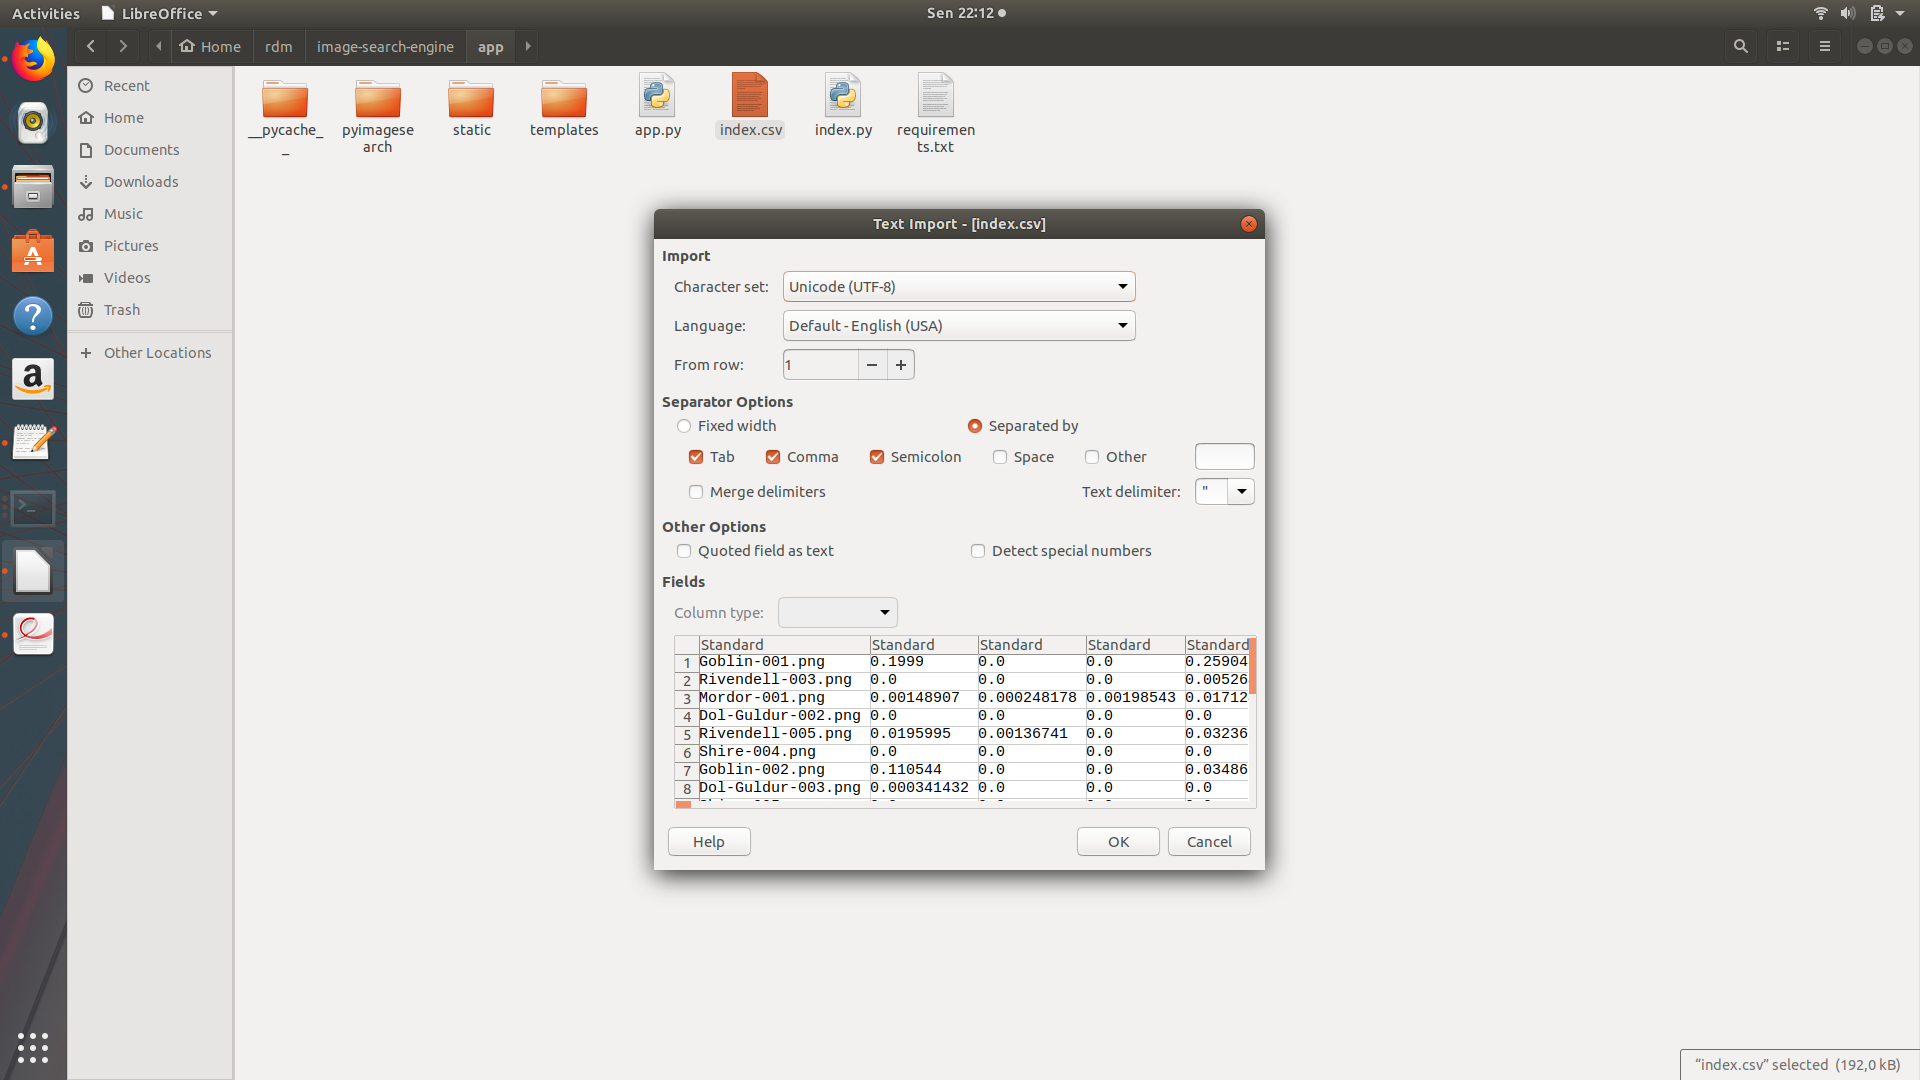 Activities LibreOffice Sen 22:12
Home rdm image-search-engine app
Recent
Home
Documents
Downloads
Music
Pictures
Videos
Trash
Other Locations
__pycache_
_
pyimagese
arch
static
templates
app.py
index.csv
index.py
requiremen
ts.txt
Text Import - [index.csv]
Import
Character set: Unicode (UTF-8)
Language: Default - English (USA)
From row: 1
Separator Options
Fixed width Separated by
Tab Comma Semicolon Space Other
Merge delimiters Text delimiter: "
Other Options
Quoted field as text Detect special numbers
Fields
Column type:
Standard Standard Standard Standard Standard
1 Goblin-001.png 0.1999 0.0 0.0 0.25904
2 Rivendell-003.png 0.0 0.0 0.0 0.00526
3 Mordor-001.png 0.00148907 0.000248178 0.00198543 0.01712
4 Dol-Guldur-002.png 0.0 0.0 0.0 0.0
5 Rivendell-005.png 0.0195995 0.00136741 0.0 0.03236
6 Shire-004.png 0.0 0.0 0.0 0.0
7 Goblin-002.png 0.110544 0.0 0.0 0.03486
8 Dol-Guldur-003.png 0.000341432 0.0 0.0 0.0
Help OK Cancel
"index.csv" selected (192,0 kB)